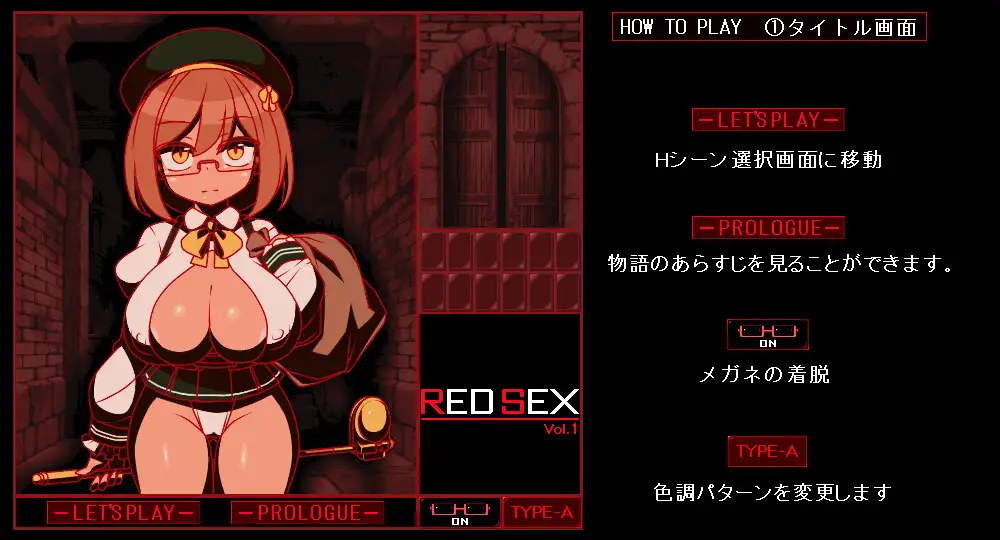 HOW TO PLAY ①タイトル画面
-LET'S PLAY-
Hシーン選択画面に移動
-PROLOGUE-
物語のあらすじを見ることができます。
ON
メガネの着脱
TYPE-A
色調パターンを変更します
RED SEX
Vol.1
-LET'S PLAY-
-PROLOGUE-
ON
TYPE-A